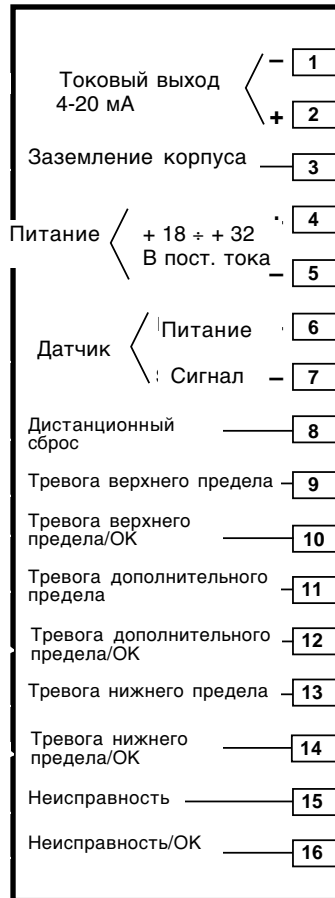 Токовый выход
4-20 мА
– 1
+ 2
Заземление корпуса 3
4
Питание + 18 ÷ + 32
В пост. тока
– 5
Датчик
Питание 6
Сигнал – 7
Дистанционный
сброс
8
Тревога верхнего предела 9
Тревога верхнего
предела/ОК 10
Тревога дополнительного
предела
11
Тревога дополнительного
предела/ОК
12
Тревога нижнего предела 13
Тревога нижнего
предела/ОК
14
Неисправность 15
Неисправность/ОК 16